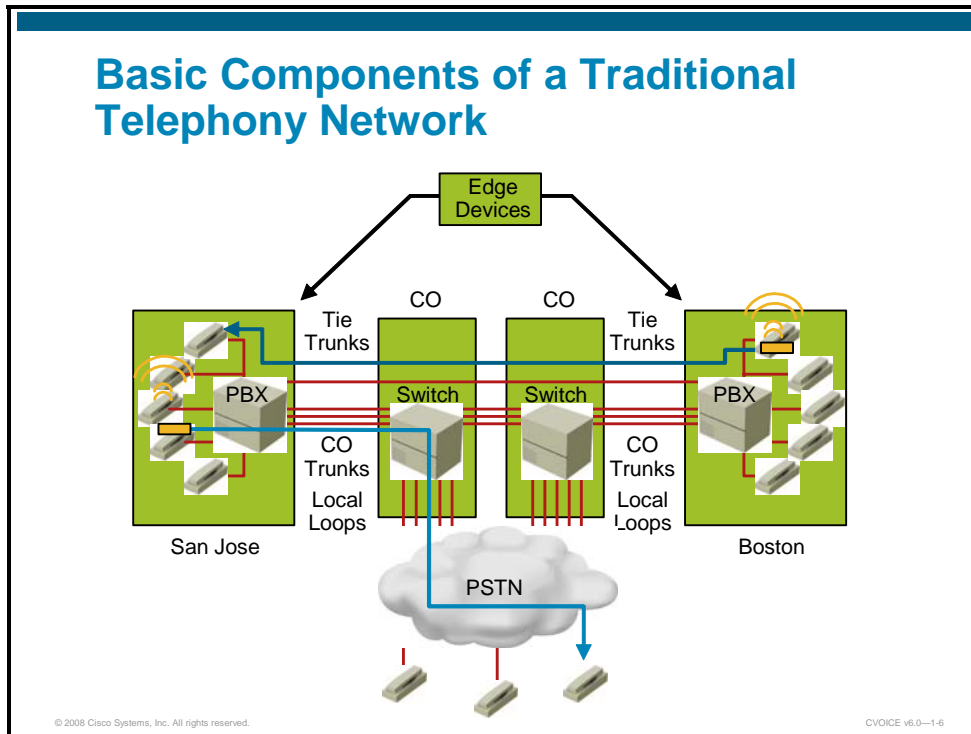 Basic Components of a Traditional
Telephony Network
Edge
Devices
CO
CO
Tie
Trunks
Tie
Trunks
PBX
Switch
Switch
PBX
CO
Trunks
CO
Trunks
Local
Loops
Local
Loops
San Jose
Boston
PSTN
© 2008 Cisco Systems, Inc. All rights reserved.
CVOICE v6.0—1-6